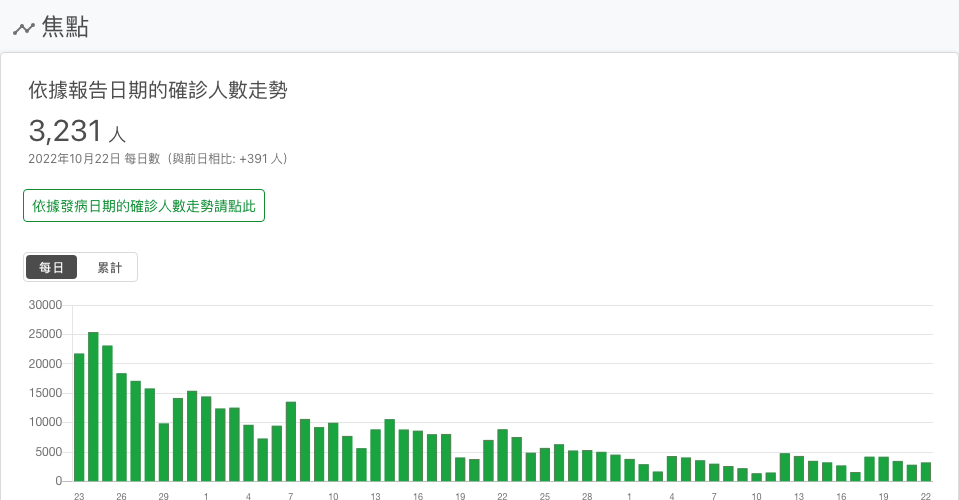 焦點
依據報告日期的確診人數走勢
3,231 人
2022年10月22日 每日數（與前日相比: +391 人）
依據發病日期的確診人數走勢請點此
每日 累計
30000
25000
20000
15000
10000
5000
0
23 26 29 1 4 7 10 13 16 19 22 25 28 1 4 7 10 13 16 19 22